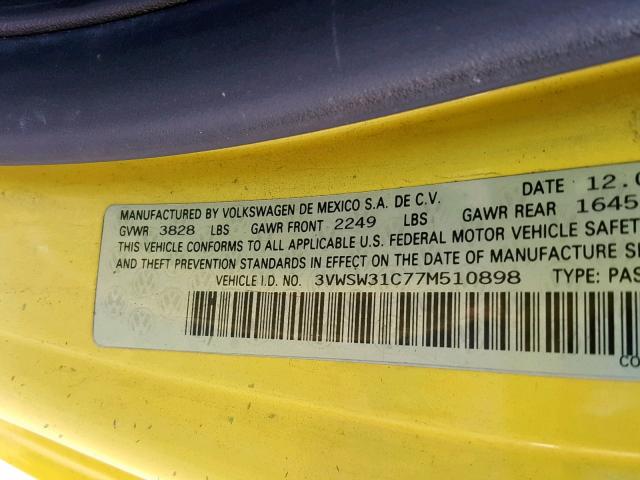 DATE 12.0
MANUFACTURED BY VOLKSWAGEN DE MEXICO S.A. DE C.V.
GVWR 3828 LBS GAWR FRONT 2249 LBS GAWR REAR 1645
THIS VEHICLE CONFORMS TO ALL APPLICABLE U.S. FEDERAL MOTOR VEHICLE SAFETY
AND THEFT PREVENTION STANDARDS IN EFFECT ON THE DATE OF MANUFACTURE S
VEHICLE I.D. NO. 3VWSW31C77M510898 TYPE: PAS
CO